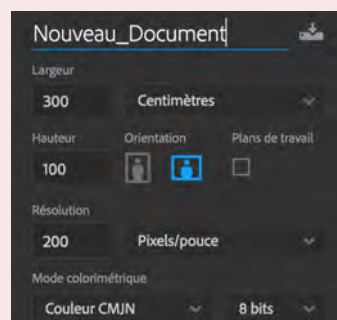 Nouveau_Document
Largeur
300 Centimètres
Hauteur Orientation Plans de travail
100
Résolution
200 Pixels/pouce
Mode colorimétrique
Couleur CMJN 8 bits